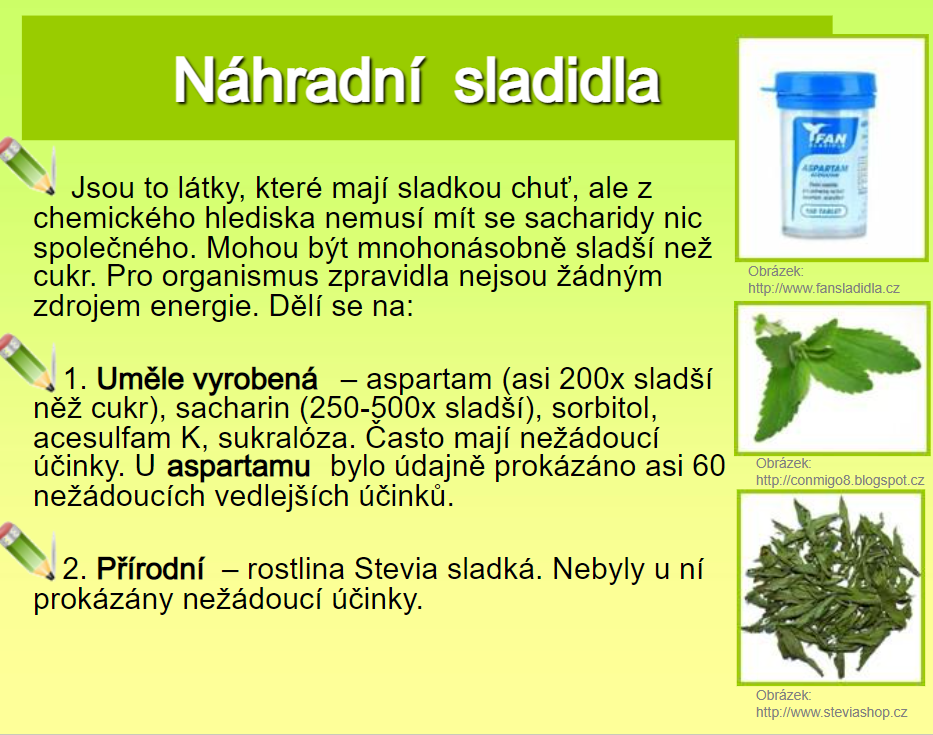 Náhradní sladidla
Jsou to látky, které mají sladkou chuť, ale z
chemického hlediska nemusí mít se sacharidy nic
společného. Mohou být mnohonásobně sladší než
cukr. Pro organismus zpravidla nejsou žádným
zdrojem energie. Dělí se na:
1. Uměle vyrobená – aspartam (asi 200x sladší
něž cukr), sacharin (250-500x sladší), sorbitol,
acesulfam K, sukralóza. Často mají nežádoucí
účinky. U aspartamu bylo údajně prokázáno asi 60
nežádoucích vedlejších účinků.
2. Přírodní – rostlina Stevia sladká. Nebyly u ní
prokázány nežádoucí účinky.
FAN
SLADIDLA
ASPARTAM
Obrázek:
http://www.fansladidla.cz
Obrázek:
http://conmigo8.blogspot.cz
Obrázek:
http://www.steviashop.cz